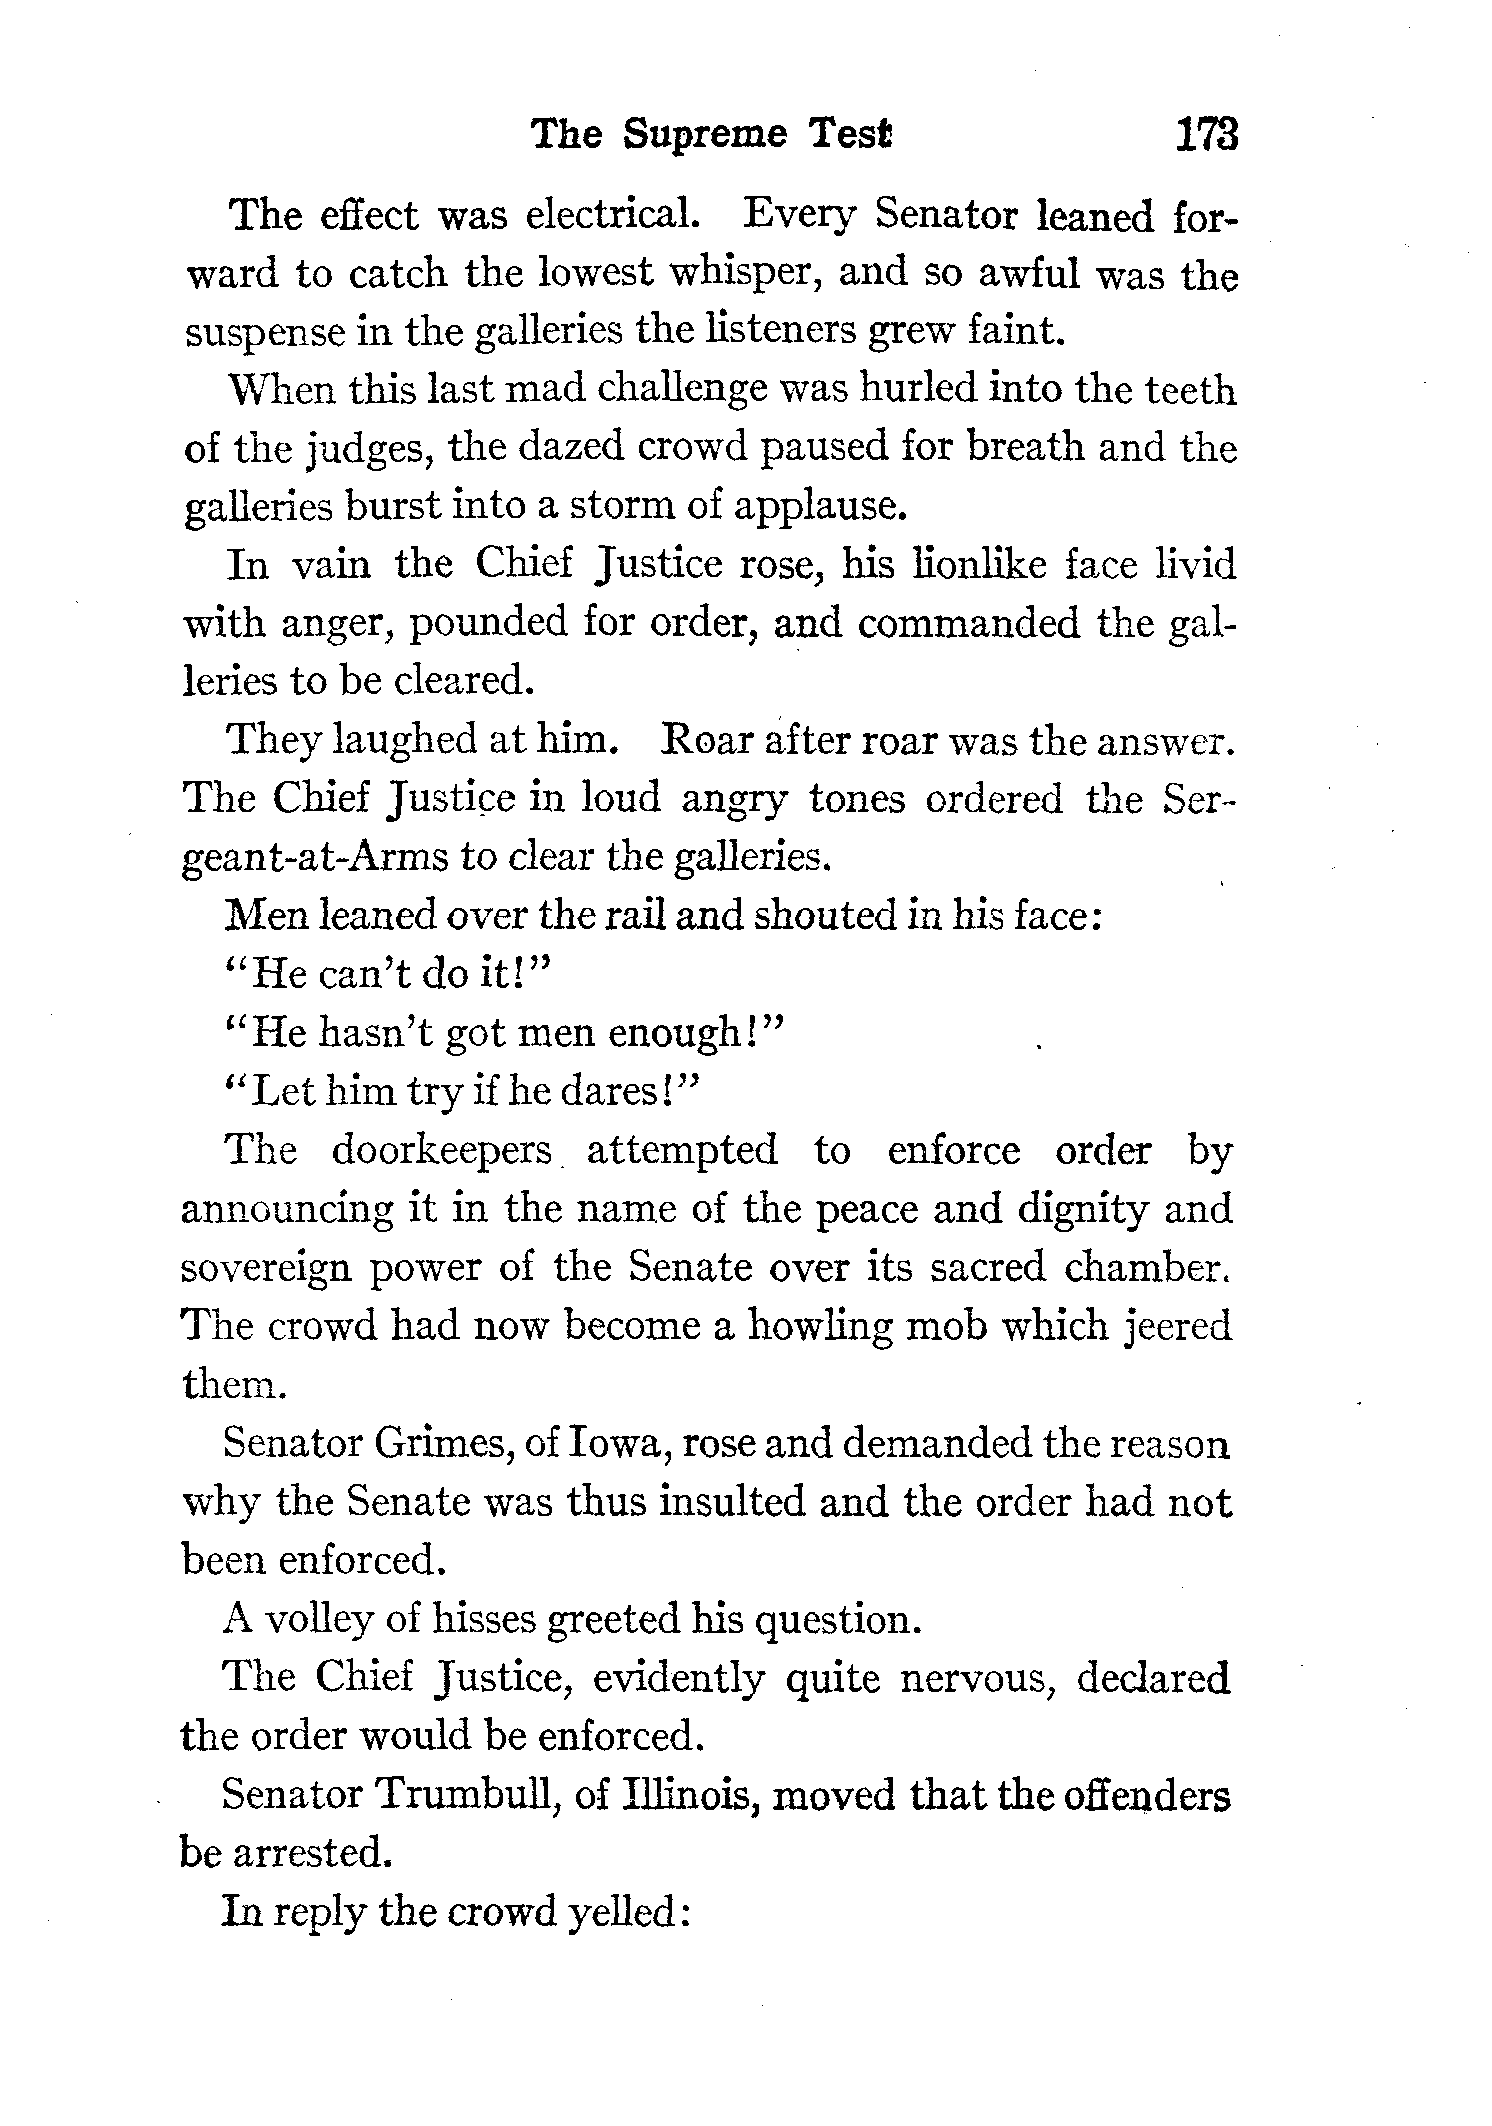 The Supreme Test 173
The effect was electrical. Every Senator leaned for-
ward to catch the lowest whisper, and so awful was the
suspense in the galleries the listeners grew faint.
When this last mad challenge was hurled into the teeth
of the judges, the dazed crowd paused for breath and the
galleries burst into a storm of applause.
In vain the Chief Justice rose, his lionlike face livid
with anger, pounded for order, and commanded the gal-
leries to be cleared.
They laughed at him. Roar after roar was the answer.
The Chief Justice in loud angry tones ordered the Ser-
geant-at-Arms to clear the galleries.
Men leaned over the rail and shouted in his face:
“He can’t do it!”
“He hasn’t got men enough!”
“Let him try if he dares!”
The doorkeepers attempted to enforce order by
announcing it in the name of the peace and dignity and
sovereign power of the Senate over its sacred chamber.
The crowd had now become a howling mob which jeered
them.
Senator Grimes, of Iowa, rose and demanded the reason
why the Senate was thus insulted and the order had not
been enforced.
A volley of hisses greeted his question.
The Chief Justice, evidently quite nervous, declared
the order would be enforced.
Senator Trumbull, of Illinois, moved that the offenders
be arrested.
In reply the crowd yelled: